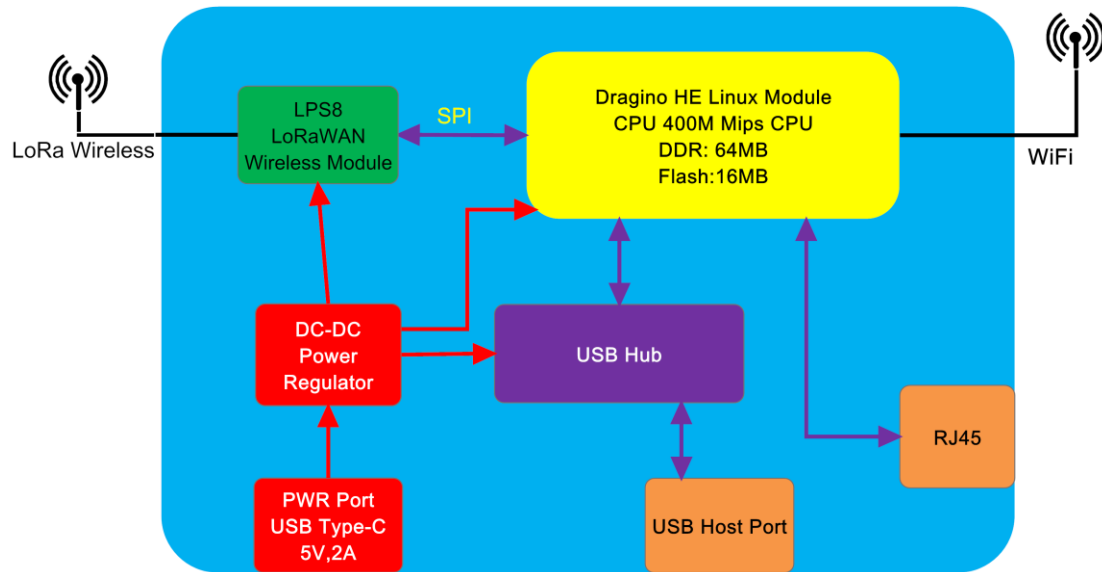 LoRa Wireless
LPS8
LoRaWAN
Wireless Module
SPI
Dragino HE Linux Module
CPU 400M Mips CPU
DDR: 64MB
Flash:16MB
WiFi
DC-DC
Power
Regulator
USB Hub
RJ45
PWR Port
USB Type-C
5V,2A
USB Host Port